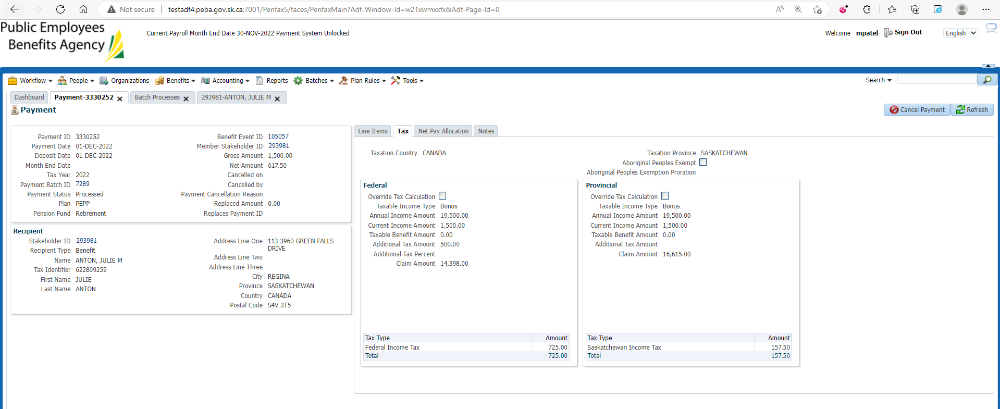 Not secure
testadf4.peba.gov.sk.ca:7001/Penfax5/faces/PenfaxMain?Adf-Window-Id=w21xwmxxfx&Adf-Page-Id=0
Public Employees
Benefits Agency
Current Payroll Month End Date 30-NOV-2022 Payment System Unlocked
Welcome mpatel Sign Out English
Workflow People Organizations Benefits Accounting Reports Batches Plan Rules Tools Search
Dashboard Payment-3330252 Batch Processes 293981-ANTON, JULIE M
Payment
Cancel Payment Refresh
Payment ID 3330252
Payment Date 01-DEC-2022
Deposit Date 01-DEC-2022
Month End Date
Tax Year 2022
Payment Batch ID 7289
Payment Status Processed
Plan PEPP
Pension Fund Retirement
Benefit Event ID 105057
Member Stakeholder ID 293981
Gross Amount 1,500.00
Net Amount 617.50
Cancelled on
Cancelled by
Payment Cancellation Reason
Replaced Amount 0.00
Replaces Payment ID
Recipient
Stakeholder ID 293981
Recipient Type Benefit
Name ANTON, JULIE M
Tax Identifier 622809259
First Name JULIE
Last Name ANTON
Address Line One 113 3960 GREEN FALLS
DRIVE
Address Line Two
Address Line Three
City REGINA
Province SASKATCHEWAN
Country CANADA
Postal Code S4V 3T5
Line Items Tax Net Pay Allocation Notes
Taxation Country CANADA
Taxation Province SASKATCHEWAN
Aboriginal Peoples Exempt
Aboriginal Peoples Exemption Proration
Federal
Override Tax Calculation
Taxable Income Type Bonus
Annual Income Amount 19,500.00
Current Income Amount 1,500.00
Taxable Benefit Amount 0.00
Additional Tax Amount 500.00
Additional Tax Percent
Claim Amount 14,398.00
Tax Type Amount
Federal Income Tax 725.00
Total 725.00
Provincial
Override Tax Calculation
Taxable Income Type Bonus
Annual Income Amount 19,500.00
Current Income Amount 1,500.00
Taxable Benefit Amount 0.00
Additional Tax Amount
Claim Amount 16,615.00
Tax Type Amount
Saskatchewan Income Tax 157.50
Total 157.50